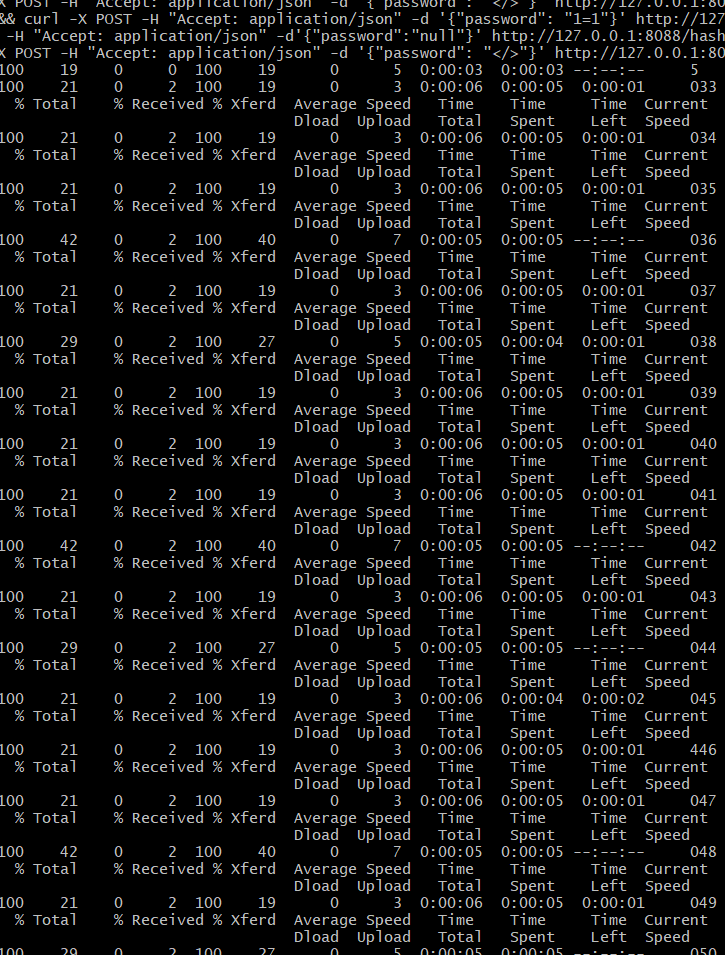 X POST -H "Accept: application/json" -d '{"password": "</>"}' http://127.0.0.1:80
&& curl -X POST -H "Accept: application/json" -d '{"password": "1=1"}' http://127
-H "Accept: application/json" -d'{"password":"null"}' http://127.0.0.1:8088/hash
X POST -H "Accept: application/json" -d '{"password": "</>"}' http://127.0.0.1:80
100 19 0 0 100 19 0 5 0:00:03 0:00:03 --:--:-- 5
100 21 0 2 100 19 0 3 0:00:06 0:00:05 0:00:01 033
% Total % Received % Xferd Average Speed Time Time Time Current
Dload Upload Total Spent Left Speed
100 21 0 2 100 19 0 3 0:00:06 0:00:05 0:00:01 034
% Total % Received % Xferd Average Speed Time Time Time Current
Dload Upload Total Spent Left Speed
100 21 0 2 100 19 0 3 0:00:06 0:00:05 0:00:01 035
% Total % Received % Xferd Average Speed Time Time Time Current
Dload Upload Total Spent Left Speed
100 42 0 2 100 40 0 7 0:00:05 0:00:05 --:--:-- 036
% Total % Received % Xferd Average Speed Time Time Time Current
Dload Upload Total Spent Left Speed
100 21 0 2 100 19 0 3 0:00:06 0:00:05 0:00:01 037
% Total % Received % Xferd Average Speed Time Time Time Current
Dload Upload Total Spent Left Speed
100 29 0 2 100 27 0 5 0:00:05 0:00:04 0:00:01 038
% Total % Received % Xferd Average Speed Time Time Time Current
Dload Upload Total Spent Left Speed
100 21 0 2 100 19 0 3 0:00:06 0:00:05 0:00:01 039
% Total % Received % Xferd Average Speed Time Time Time Current
Dload Upload Total Spent Left Speed
100 21 0 2 100 19 0 3 0:00:06 0:00:05 0:00:01 040
% Total % Received % Xferd Average Speed Time Time Time Current
Dload Upload Total Spent Left Speed
100 21 0 2 100 19 0 3 0:00:06 0:00:05 0:00:01 041
% Total % Received % Xferd Average Speed Time Time Time Current
Dload Upload Total Spent Left Speed
100 42 0 2 100 40 0 7 0:00:05 0:00:05 --:--:-- 042
% Total % Received % Xferd Average Speed Time Time Time Current
Dload Upload Total Spent Left Speed
100 21 0 2 100 19 0 3 0:00:06 0:00:05 0:00:01 043
% Total % Received % Xferd Average Speed Time Time Time Current
Dload Upload Total Spent Left Speed
100 29 0 2 100 27 0 5 0:00:05 0:00:05 --:--:-- 044
% Total % Received % Xferd Average Speed Time Time Time Current
Dload Upload Total Spent Left Speed
100 21 0 2 100 19 0 3 0:00:06 0:00:04 0:00:02 045
% Total % Received % Xferd Average Speed Time Time Time Current
Dload Upload Total Spent Left Speed
100 21 0 2 100 19 0 3 0:00:06 0:00:05 0:00:01 446
% Total % Received % Xferd Average Speed Time Time Time Current
Dload Upload Total Spent Left Speed
100 21 0 2 100 19 0 3 0:00:06 0:00:05 0:00:01 047
% Total % Received % Xferd Average Speed Time Time Time Current
Dload Upload Total Spent Left Speed
100 42 0 2 100 40 0 7 0:00:05 0:00:05 --:--:-- 048
% Total % Received % Xferd Average Speed Time Time Time Current
Dload Upload Total Spent Left Speed
100 21 0 2 100 19 0 3 0:00:06 0:00:05 0:00:01 049
% Total % Received % Xferd Average Speed Time Time Time Current
Dload Upload Total Spent Left Speed
100 29 0 2 100 27 0 5 0:00:05 0:00:05 --:--:-- 050